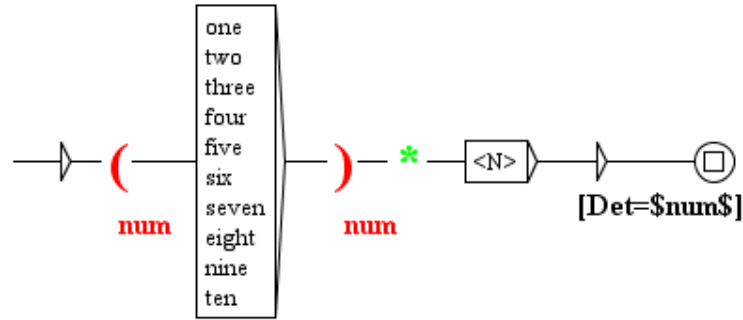 one
two
three
four
five
six
seven
eight
nine
ten
( ) * <N>
num num
[Det=$num$]